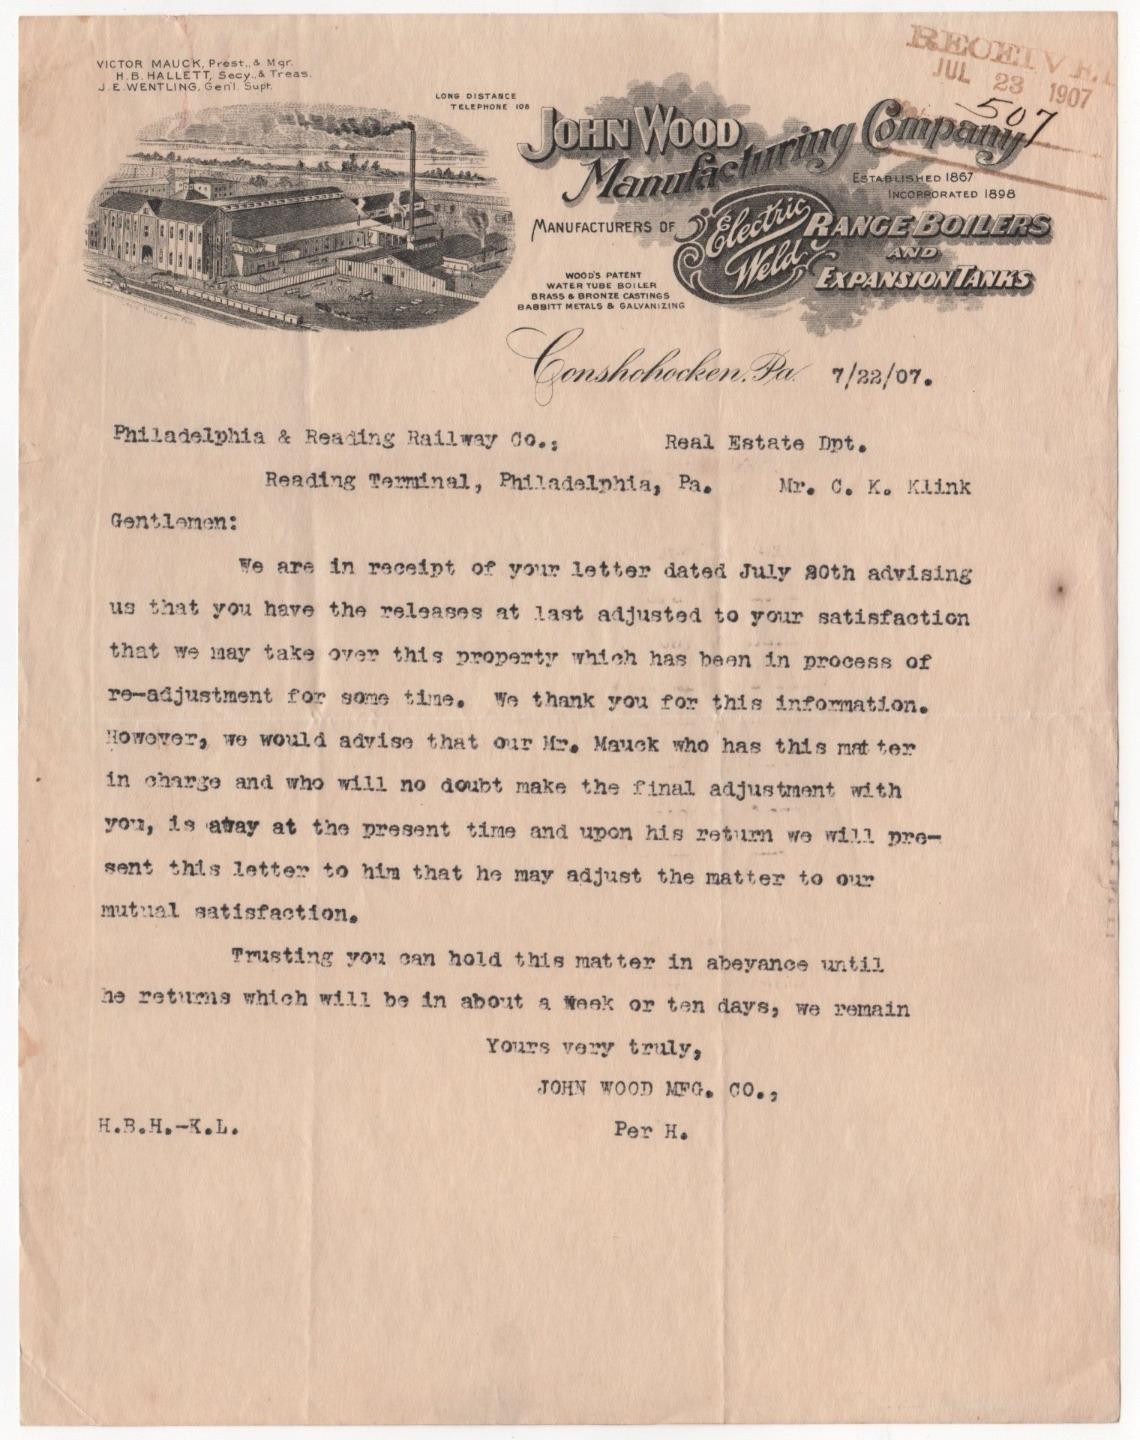 VICTOR MAUCK, Prest., & Mgr.
H.B. HALLETT, Secy., & Treas.
J.E. WENTLING, Gen'l. Supt.
RECEIVED
JUL 23 1907
507
LONG DISTANCE
TELEPHONE 108
JOHN WOOD
Manufacturing Company
ESTABLISHED 1867
INCORPORATED 1898
MANUFACTURERS OF
Electric
Weld
RANGE BOILERS
AND
EXPANSION TANKS
WOOD'S PATENT
WATER TUBE BOILER
BRASS & BRONZE CASTINGS
BABBITT METALS & GALVANIZING
Conshohocken, Pa. 7/22/07.
Philadelphia & Reading Railway Co., Real Estate Dpt.
Reading Terminal, Philadelphia, Pa. Mr. C. K. Klink
Gentlemen:
We are in receipt of your letter dated July 20th advising
us that you have the releases at last adjusted to your satisfaction
that we may take over this property which has been in process of
re-adjustment for some time. We thank you for this information.
However, we would advise that our Mr. Mauck who has this matter
in charge and who will no doubt make the final adjustment with
you, is away at the present time and upon his return we will pre-
sent this letter to him that he may adjust the matter to our
mutual satisfaction.
Trusting you can hold this matter in abeyance until
he returns which will be in about a week or ten days, we remain
Yours very truly,
JOHN WOOD MFG. CO.,
H.B.H.-K.L. Per H.